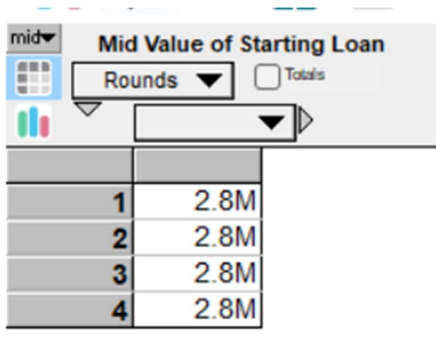 mid Mid Value of Starting Loan
Rounds Totals
1 2.8M
2 2.8M
3 2.8M
4 2.8M